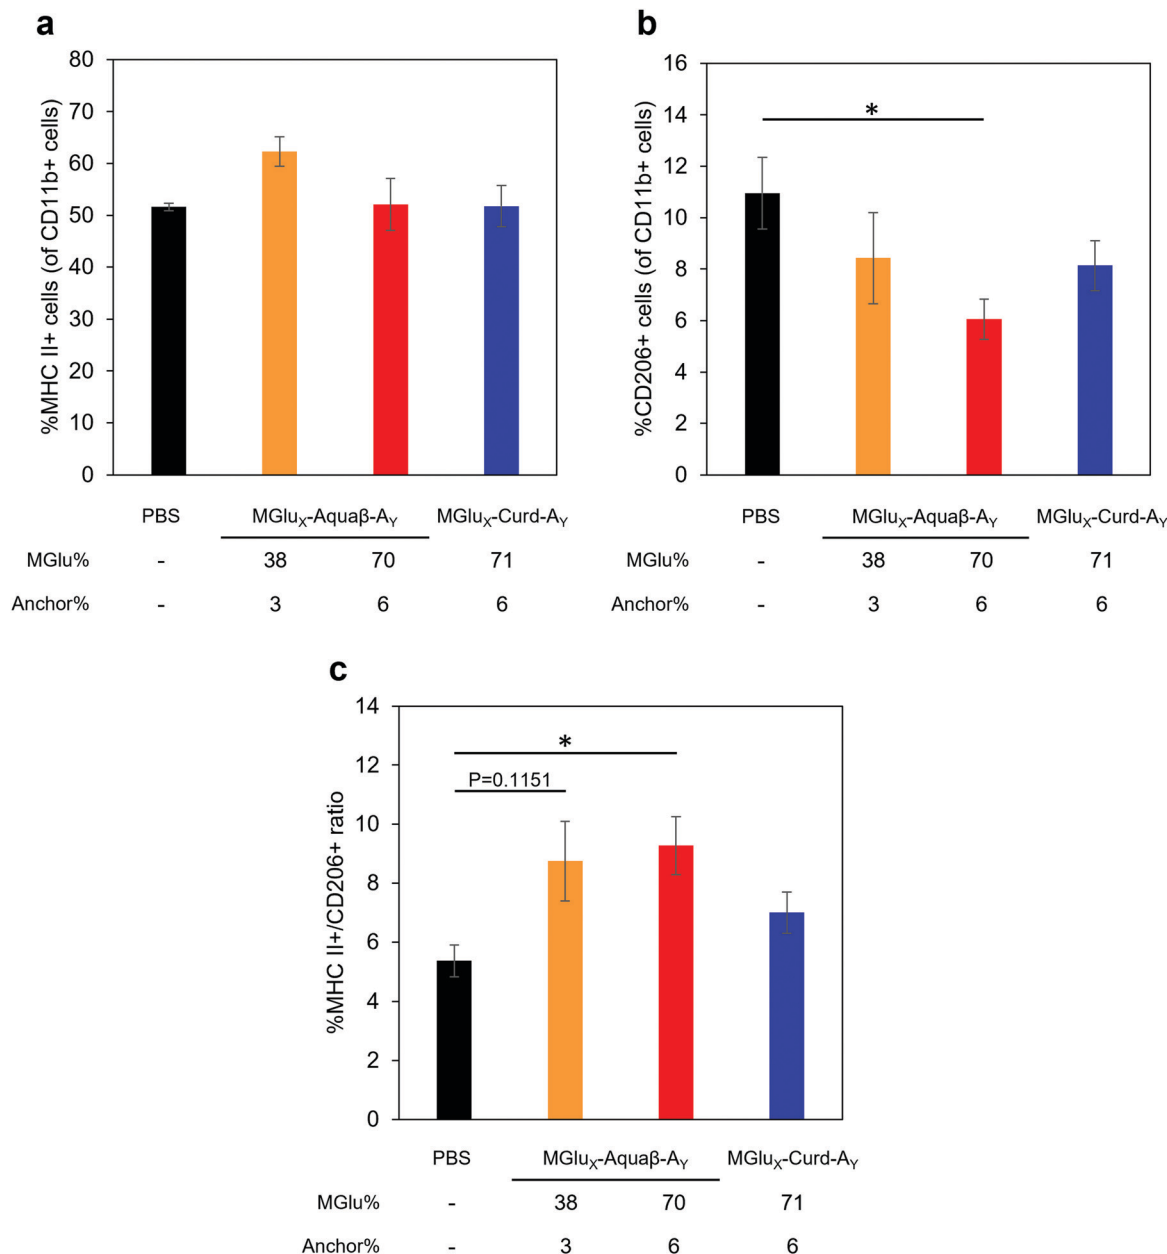 a
%MHC II+ cells (of CD11b+ cells)
80
70
60
50
40
30
20
10
0
PBS MGluX-Aquaβ-AY MGluX-Curd-AY
MGlu% - 38 70 71
Anchor% - 3 6 6
b
%CD206+ cells (of CD11b+ cells)
16
14
12
10
8
6
4
2
0
*
PBS MGluX-Aquaβ-AY MGluX-Curd-AY
MGlu% - 38 70 71
Anchor% - 3 6 6
c
%MHC II+/CD206+ ratio
14
12
10
8
6
4
2
0
*
P=0.1151
PBS MGluX-Aquaβ-AY MGluX-Curd-AY
MGlu% - 38 70 71
Anchor% - 3 6 6